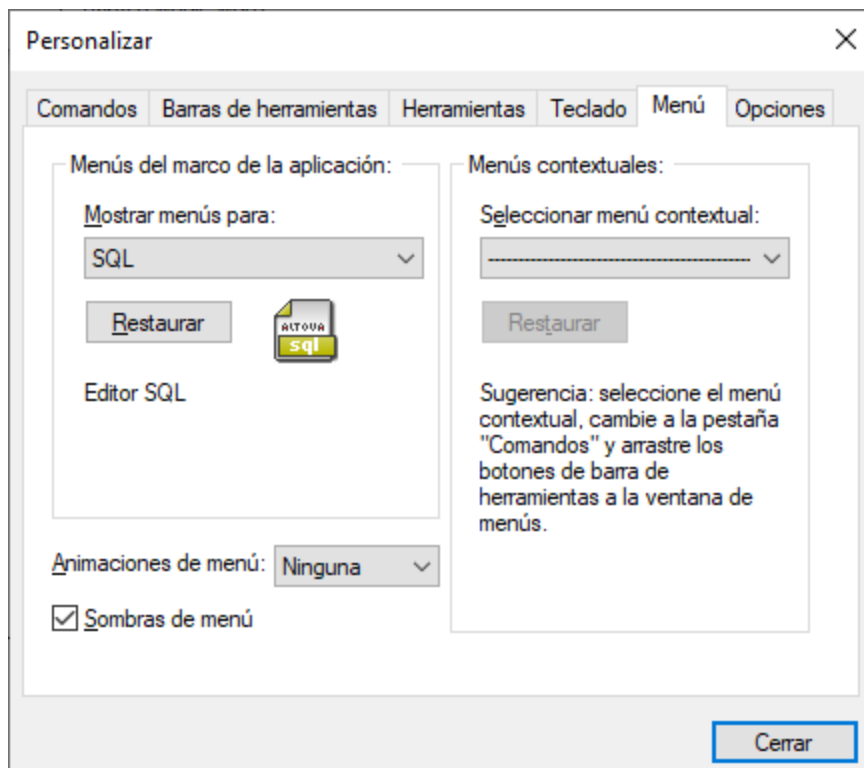 Personalizar
Comandos
Barras de herramientas
Herramientas
Teclado
Menú
Opciones
Menús del marco de la aplicación:
Mostrar menús para:
SQL
Restaurar
ALTOVA
sql
Editor SQL
Menús contextuales:
Seleccionar menú contextual:
Restaurar
Sugerencia: seleccione el menú
contextual, cambie a la pestaña
"Comandos" y arrastre los
botones de barra de
herramientas a la ventana de
menús.
Animaciones de menú:
Ninguna
Sombras de menú
Cerrar